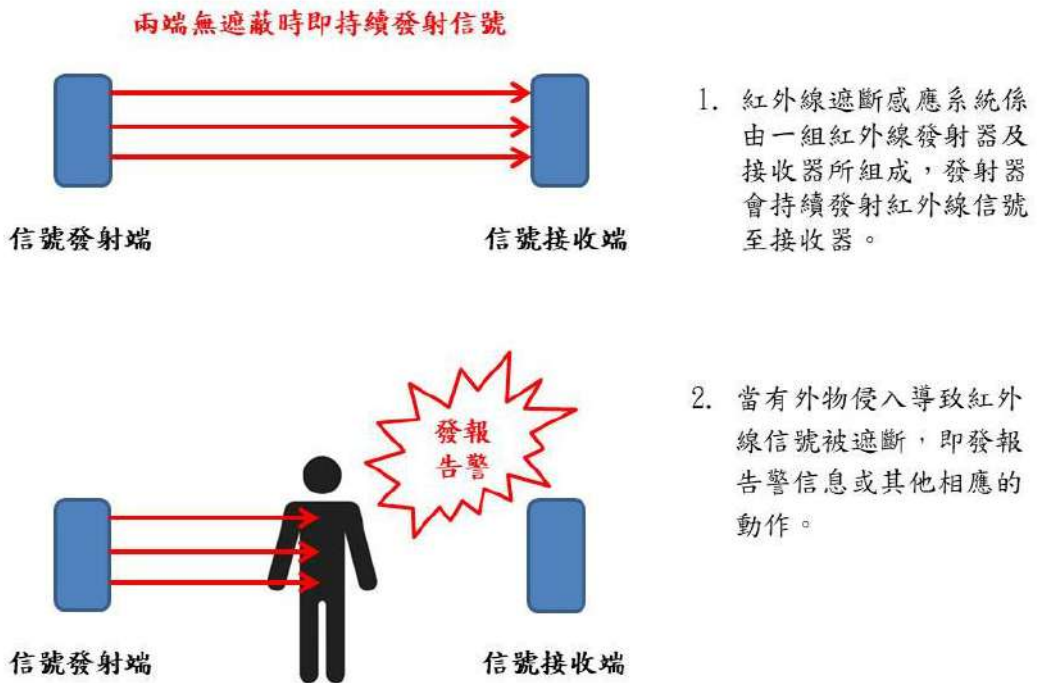 兩端無遮蔽時即持續發射信號
信號發射端
信號接收端
1. 紅外線遮斷感應系統係
由一組紅外線發射器及
接收器所組成，發射器
會持續發射紅外線信號
至接收器。
發報
告警
信號發射端
信號接收端
2. 當有外物侵入導致紅外
線信號被遮斷，即發報
告警信息或其他相應的
動作。